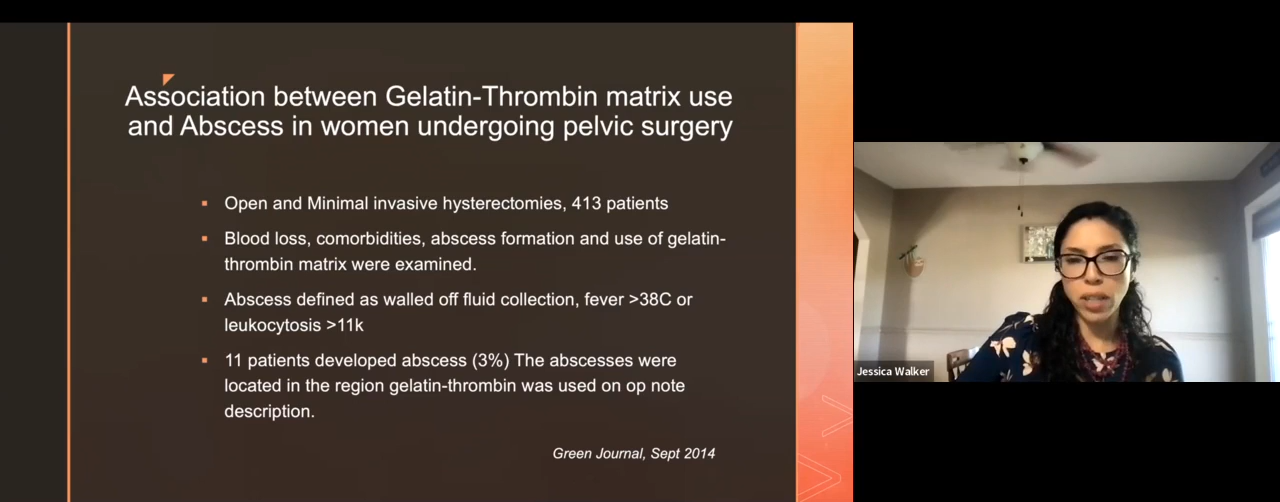 Association between Gelatin-Thrombin matrix use
and Abscess in women undergoing pelvic surgery
▪ Open and Minimal invasive hysterectomies, 413 patients
▪ Blood loss, comorbidities, abscess formation and use of gelatin-
thrombin matrix were examined.
▪ Abscess defined as walled off fluid collection, fever >38C or
leukocytosis >11k
▪ 11 patients developed abscess (3%) The abscesses were
located in the region gelatin-thrombin was used on op note
description.
Green Journal, Sept 2014
Jessica Walker